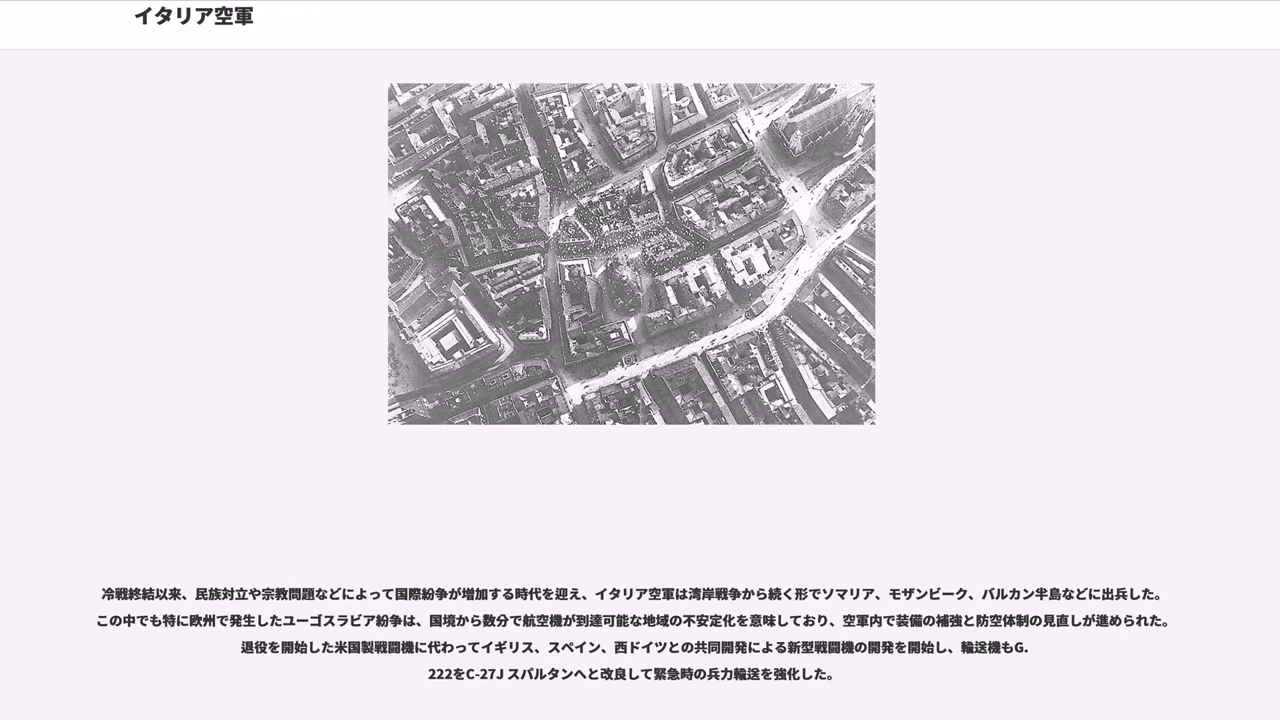 イタリア空軍
冷戦終結以来、民族対立や宗教問題などによって国際紛争が増加する時代を迎え、イタリア空軍は湾岸戦争から続く形でソマリア、モザンビーク、バルカン半島などに出兵した。
この中でも特に欧州で発生したユーゴスラビア紛争は、国境から数分で航空機が到達可能な地域の不安定化を意味しており、空軍内で装備の補強と防空体制の見直しが進められた。
退役を開始した米国製戦闘機に代わってイギリス、スペイン、西ドイツとの共同開発による新型戦闘機の開発を開始し、輸送機もG.
222をC-27J スパルタンへと改良して緊急時の兵力輸送を強化した。